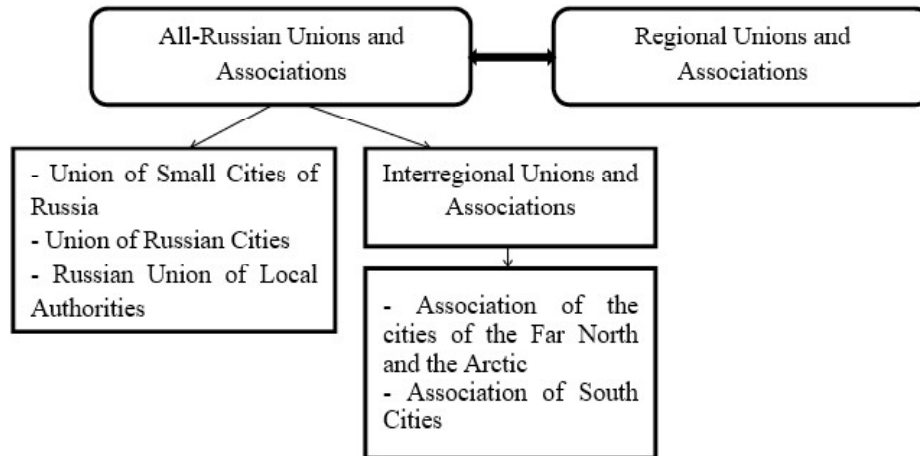 All-Russian Unions and
Associations
Regional Unions and
Associations
- Union of Small Cities of
Russia
- Union of Russian Cities
- Russian Union of Local
Authorities
Interregional Unions and
Associations
- Association of the
cities of the Far North
and the Arctic
- Association of South
Cities